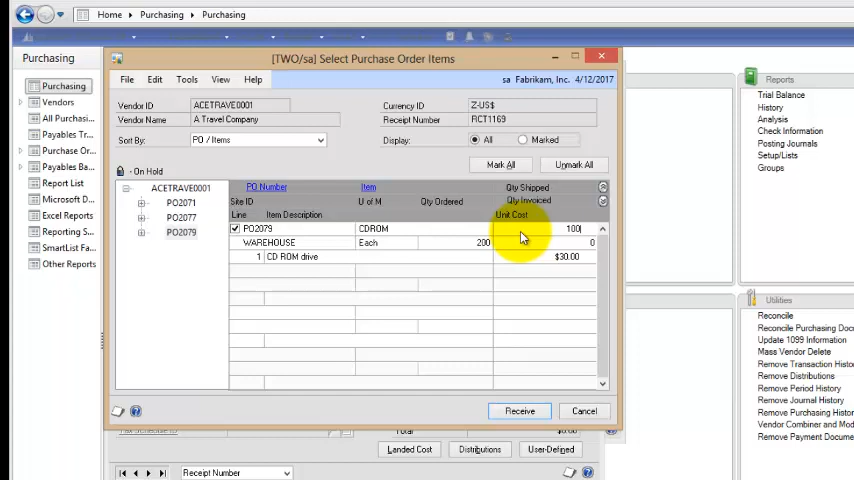 Home Purchasing Purchasing
Purchasing
Purchasing
Vendors
All Purchasi...
Payables Tr...
Purchase Or...
Payables Ba...
Report List
Microsoft D...
Excel Reports
Reporting S...
SmartList Fa...
Other Reports
[TWO/sa] Select Purchase Order Items
File Edit Tools View Help
sa Fabrikam, Inc. 4/12/2017
Vendor ID ACETRAVE0001 Currency ID Z-US$
Vendor Name A Travel Company Receipt Number RCT1169
Sort By: PO / Items Display: All Marked
Mark All Unmark All
- On Hold
ACETRAVE0001
PO2071
PO2077
PO2079
PO Number Item Qty Shipped
Site ID U of M Qty Ordered Qty Invoiced
Line Item Description Unit Cost
PO2079 CDROM 100
WAREHOUSE Each 200 0
1 CD ROM drive $30.00
Receive Cancel
Total $0.00
Landed Cost Distributions User-Defined
Receipt Number
Reports
Trial Balance
History
Analysis
Check Information
Posting Journals
Setup/Lists
Groups
Utilities
Reconcile
Reconcile Purchasing Docu
Update 1099 Information
Mass Vendor Delete
Remove Transaction Histo
Remove Distributions
Remove Period History
Remove Journal History
Remove Purchasing Histor
Vendor Combiner and Mod
Remove Payment Docume